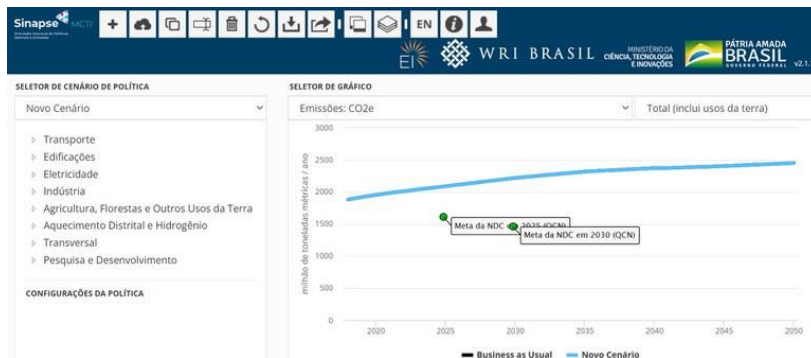 Sinapse MCTI
EN
EI
WRI BRASIL
MINISTÉRIO DA
CIÊNCIA, TECNOLOGIA
E INOVAÇÕES
PÁTRIA AMADA
BRASIL
GOVERNO FEDERAL
v2.1.
SELETOR DE CENÁRIO DE POLÍTICA
Novo Cenário
Transporte
Edificações
Eletricidade
Indústria
Agricultura, Florestas e Outros Usos da Terra
Aquecimento Distrital e Hidrogênio
Transversal
Pesquisa e Desenvolvimento
CONFIGURAÇÕES DA POLÍTICA
SELETOR DE GRÁFICO
Emissões: CO2e
Total (inclui usos da terra)
milhão de toneladas métricas / ano
3000
2500
2000
1500
1000
500
0
Meta da NDC em 2025 (QCN)
Meta da NDC em 2030 (QCN)
2020 2025 2030 2035 2040 2045 2050
Business as Usual Novo Cenário